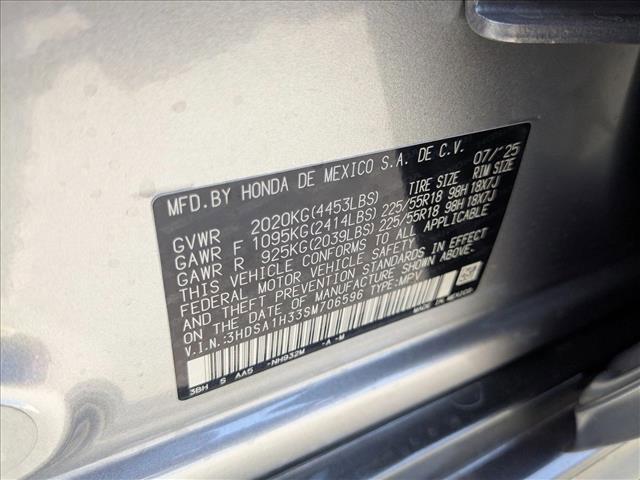 MFD.BY HONDA DE MEXICO S.A. DE C.V. 07/25
TIRE SIZE RIM SIZE
GVWR 2020KG(4453LBS)
GAWR F 1095KG(2414LBS) 225/55R18 98H 18X7J
GAWR R 925KG(2039LBS) 225/55R18 98H 18X7J
THIS VEHICLE CONFORMS TO ALL APPLICABLE
FEDERAL MOTOR VEHICLE SAFETY
AND THEFT PREVENTION STANDARDS IN EFFECT
ON THE DATE OF MANUFACTURE SHOWN ABOVE.
V.I.N.:3HDSA1H33SM706596 TYPE:MPV
MADE IN MEXICO.
3BH S AA5 -NH932M -A -M